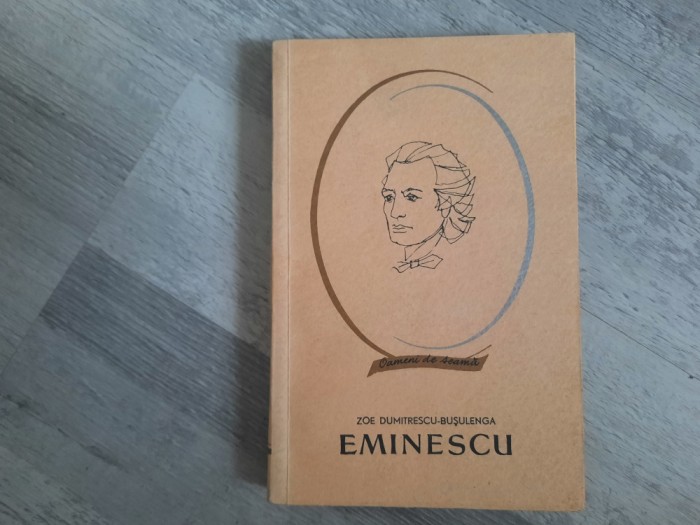 Oameni de seamă
ZOE DUMITRESCU-BUŞULENGA
EMINESCU